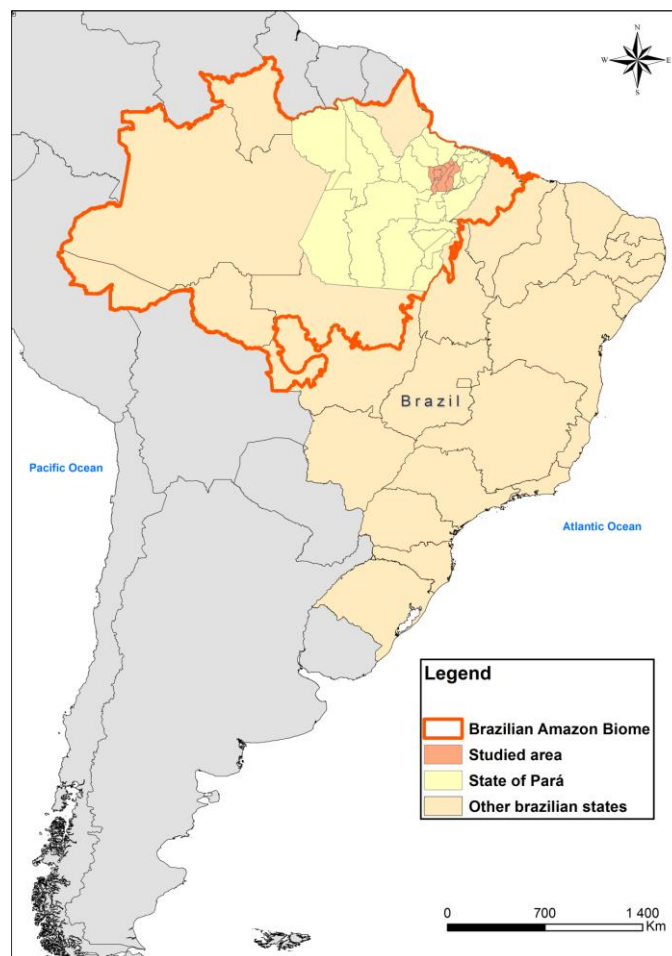 N
W E
S
Brazil
Pacific Ocean
Atlantic Ocean
Legend
Brazilian Amazon Biome
Studied area
State of Pará
Other brazilian states
0 700 1 400
Km